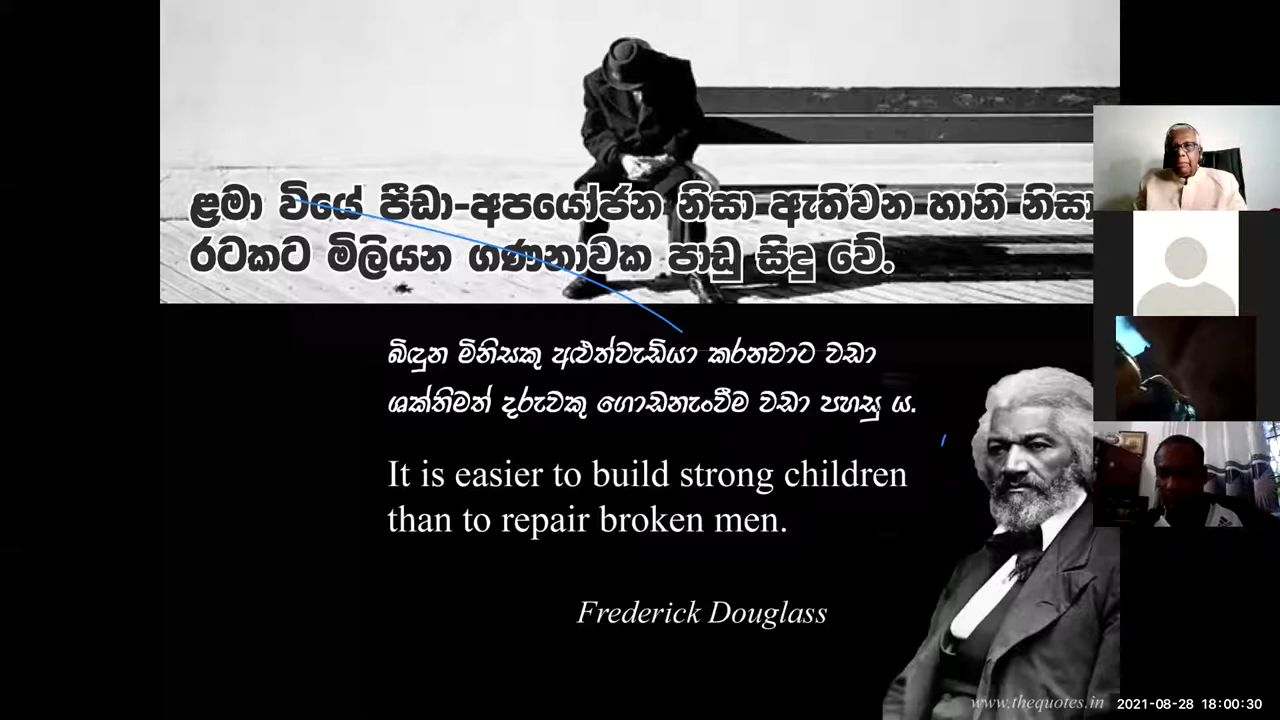 ළමා වියේ පීඩා-අපයෝජන නිසා ඇතිවන හානි නිසා
රටකට මිලියන ගණනාවක පාඩු සිදු වේ.
බිඳුන මිනිසකු අළුත්වැඩියා කරනවාට වඩා
ශක්තිමත් දරුවකු ගොඩනැංවීම වඩා පහසු ය.
It is easier to build strong children
than to repair broken men.
Frederick Douglass
www.thequotes.in
2021-08-28 18:00:30